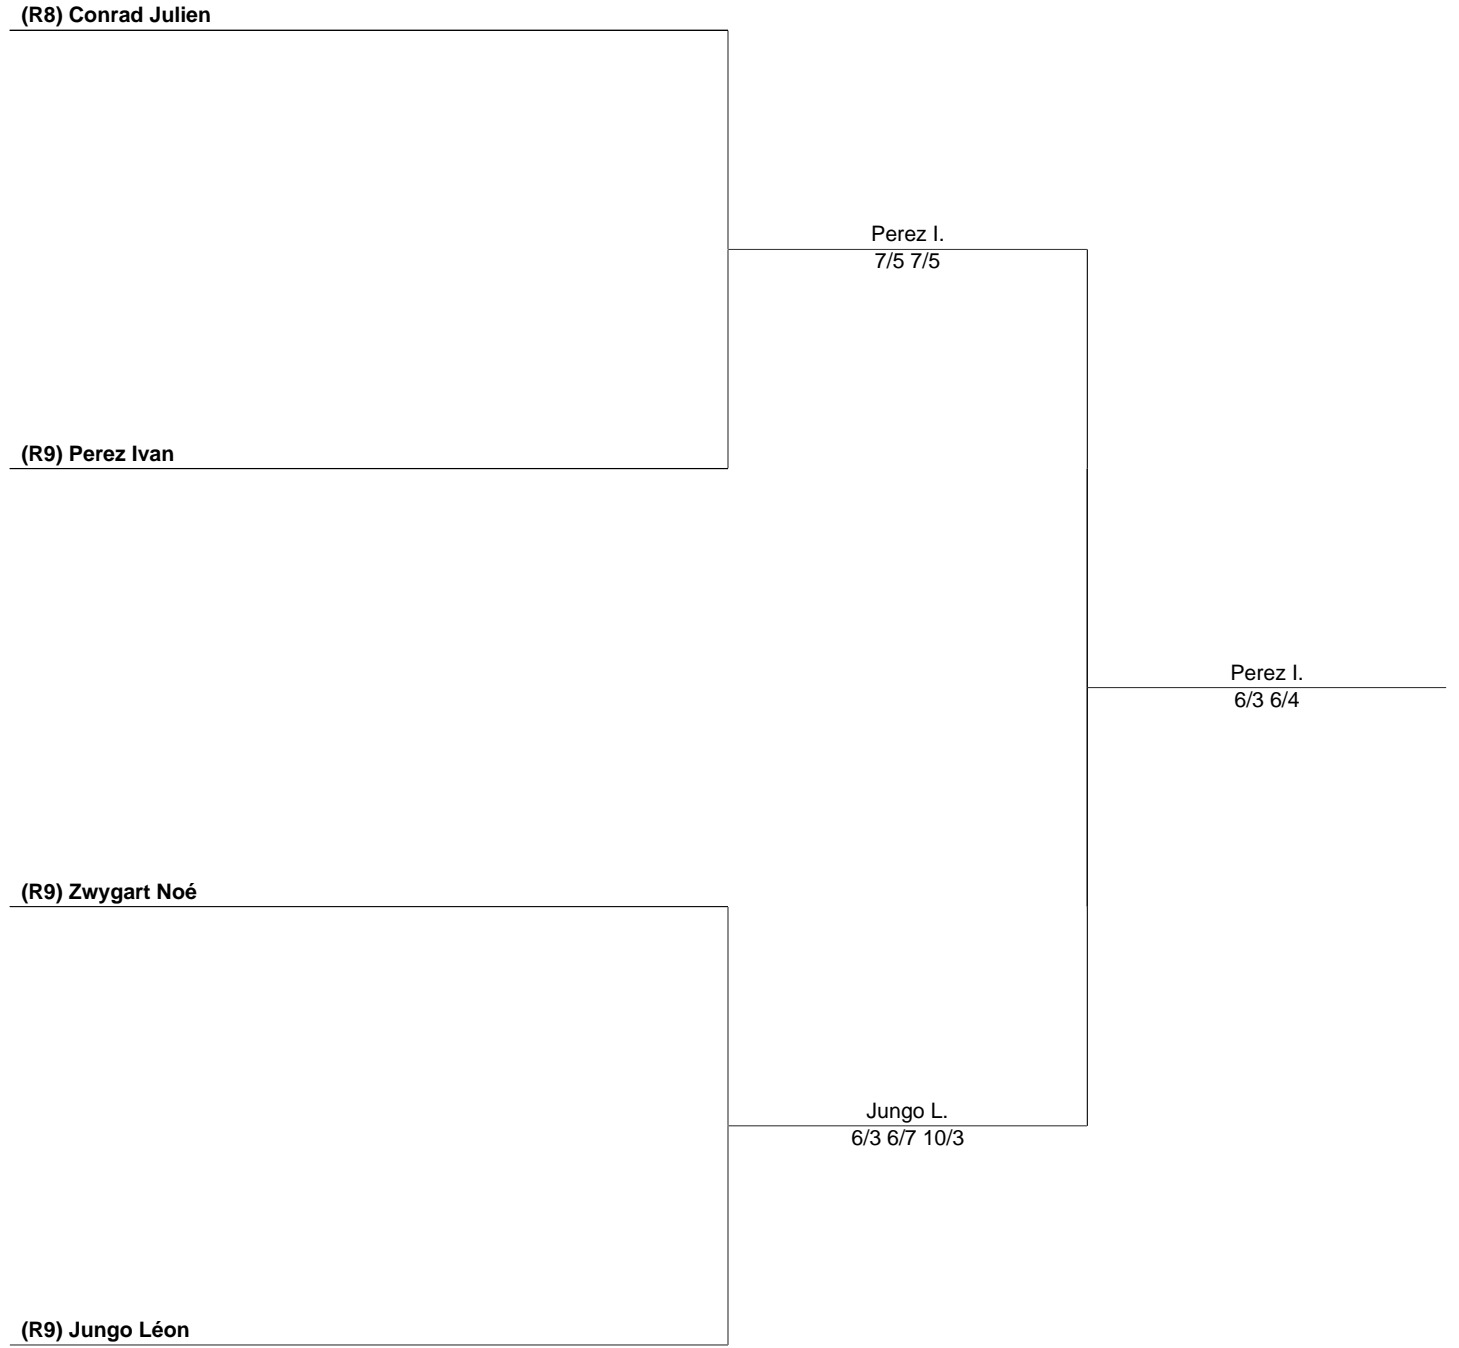 (R8) Conrad Julien
Perez I.
7/5 7/5
(R9) Perez Ivan
Perez I.
6/3 6/4
(R9) Zwygart Noé
Jungo L.
6/3 6/7 10/3
(R9) Jungo Léon